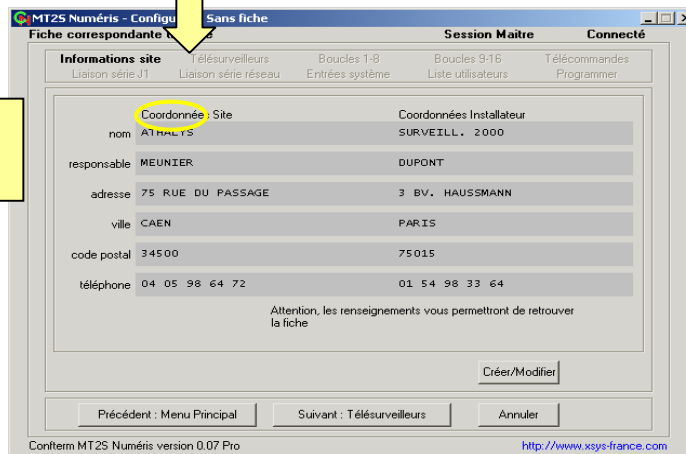 MT2S Numéris - Config Sans fiche
Fiche correspondante Session Maitre Connecté
Informations site Télésurveilleurs Boucles 1-8 Boucles 9-16 Télécommandes
Liaison série J1 Liaison série réseau Entrées système Liste utilisateurs Programmer
Coordonnées Site Coordonnées Installateur
nom ATHALYS SURVEILL. 2000
responsable MEUNIER DUPONT
adresse 75 RUE DU PASSAGE 3 BV. HAUSSMANN
ville CAEN PARIS
code postal 34500 75015
téléphone 04 05 98 64 72 01 54 98 33 64
Attention, les renseignements vous permettront de retrouver
la fiche
Créer/Modifier
Précédent : Menu Principal Suivant : Télésurveilleurs Annuler
Confterm MT2S Numéris version 0.07 Pro http://www.xsys-france.com